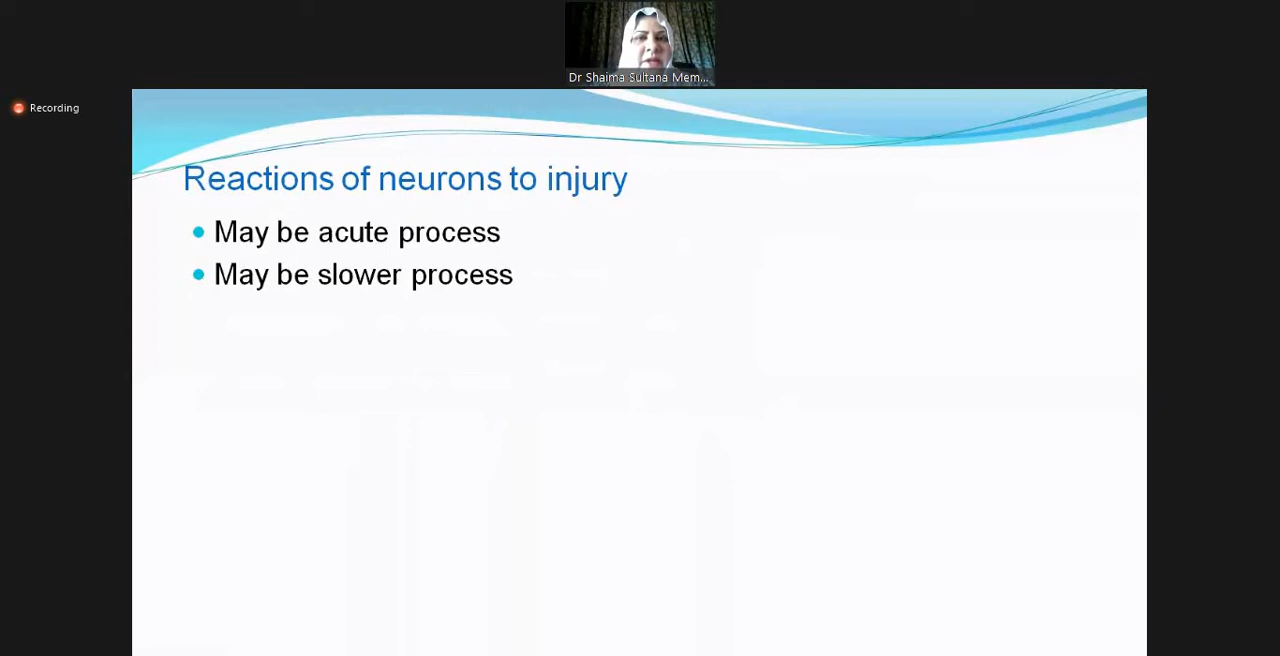 Dr Shaima Sultana Mem...
Recording
Reactions of neurons to injury
May be acute process
May be slower process